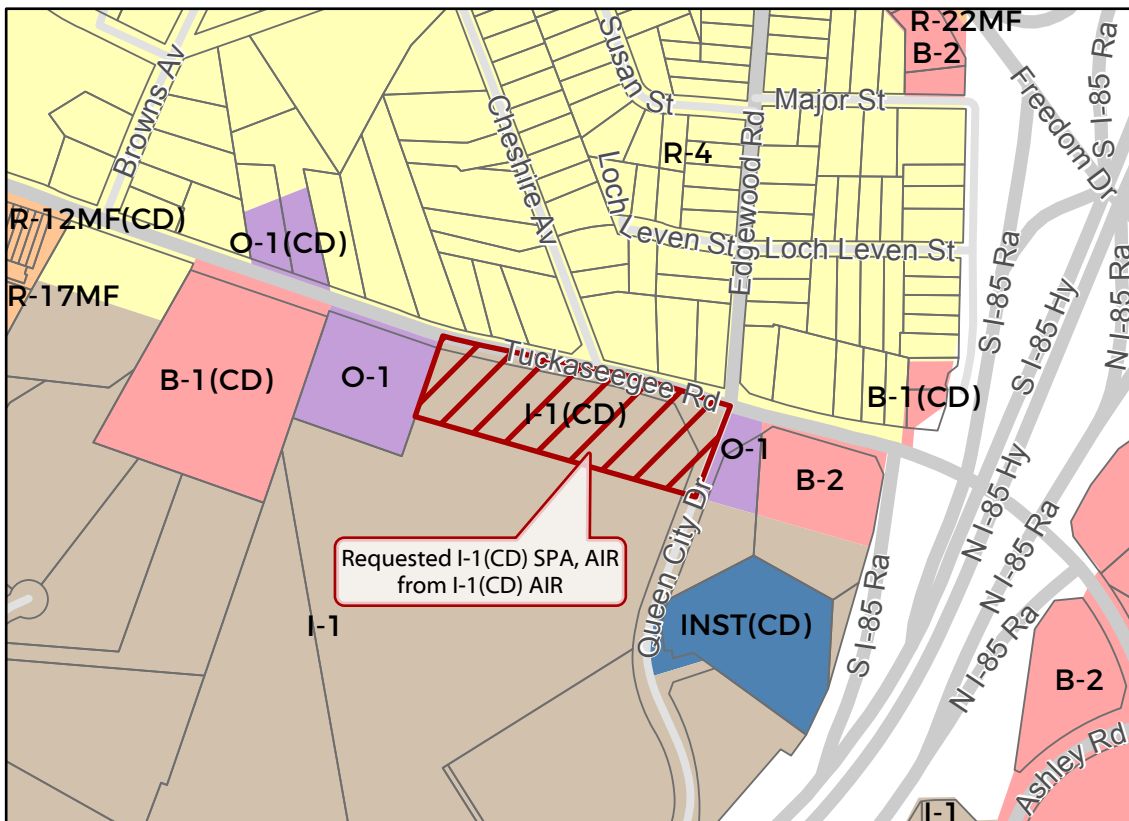 R-22MF
B-2
Susan St
Major St
Freedom Dr
S I-85 Ra
Browns Av
Cheshire Av
R-4
Edgewood Rd
Loch
Leven St
Loch Leven St
R-12MF(CD)
O-1(CD)
R-17MF
S I-85 Ra
S I-85 Hy
N I-85 Ra
B-1(CD)
O-1
Tuckaseegee Rd
I-1(CD)
B-1(CD)
O-1
B-2
N I-85 Hy
N I-85 Ra
Requested I-1(CD) SPA, AIR
from I-1(CD) AIR
Queen City Dr
I-1
INST(CD)
S I-85 Ra
N I-85 Ra
B-2
Ashley Rd
I-1